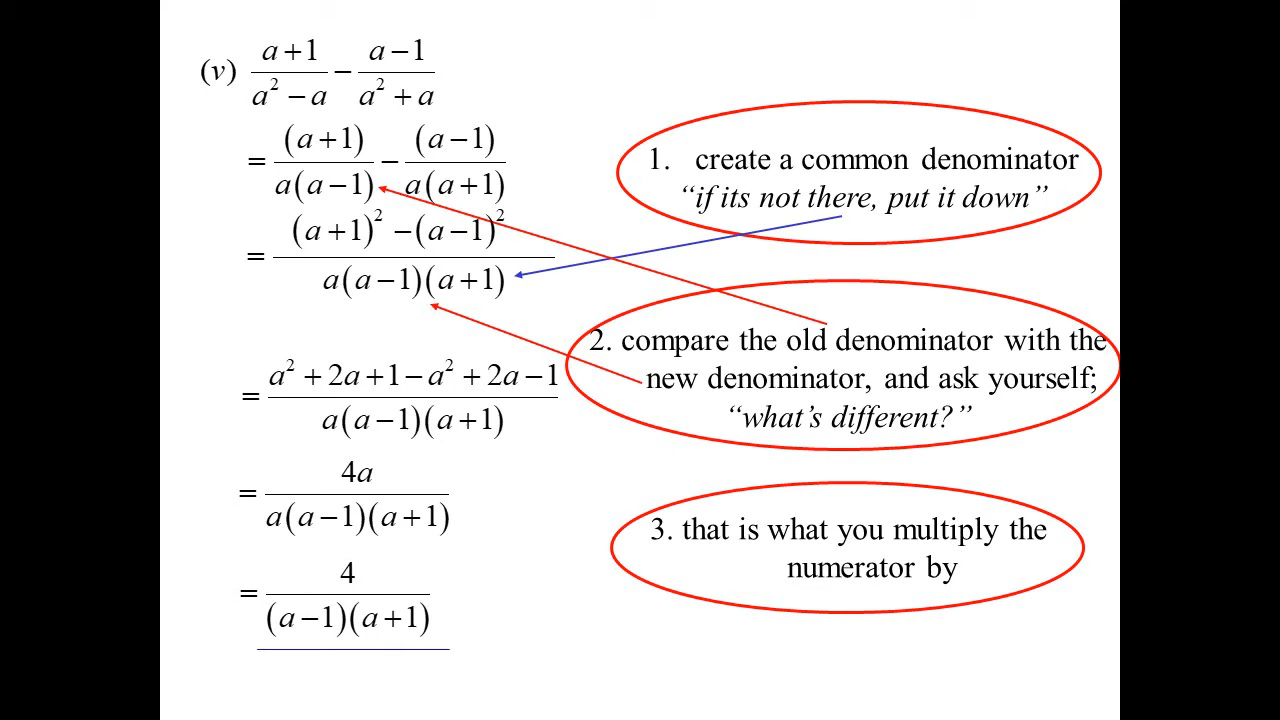 (v) (a+1)/(a² − a) − (a−1)/(a² + a)
= (a+1)/(a(a−1)) − (a−1)/(a(a+1))
= ((a+1)² − (a−1)²)/(a(a−1)(a+1))
= (a² + 2a + 1 − a² + 2a − 1)/(a(a−1)(a+1))
= 4a/(a(a−1)(a+1))
= 4/((a−1)(a+1))
1. create a common denominator
“if its not there, put it down”
2. compare the old denominator with the
new denominator, and ask yourself;
“what’s different?”
3. that is what you multiply the
numerator by